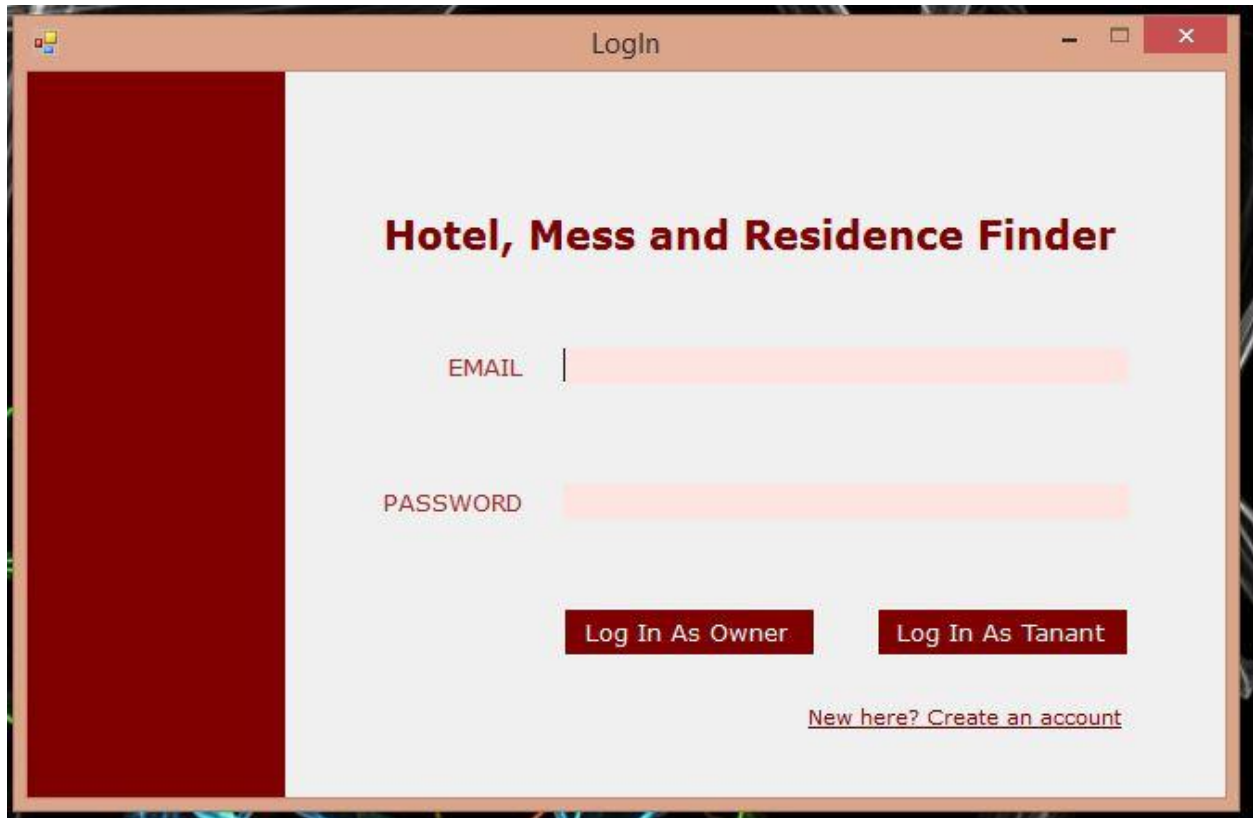 LogIn
Hotel, Mess and Residence Finder
EMAIL
PASSWORD
Log In As Owner Log In As Tanant
New here? Create an account